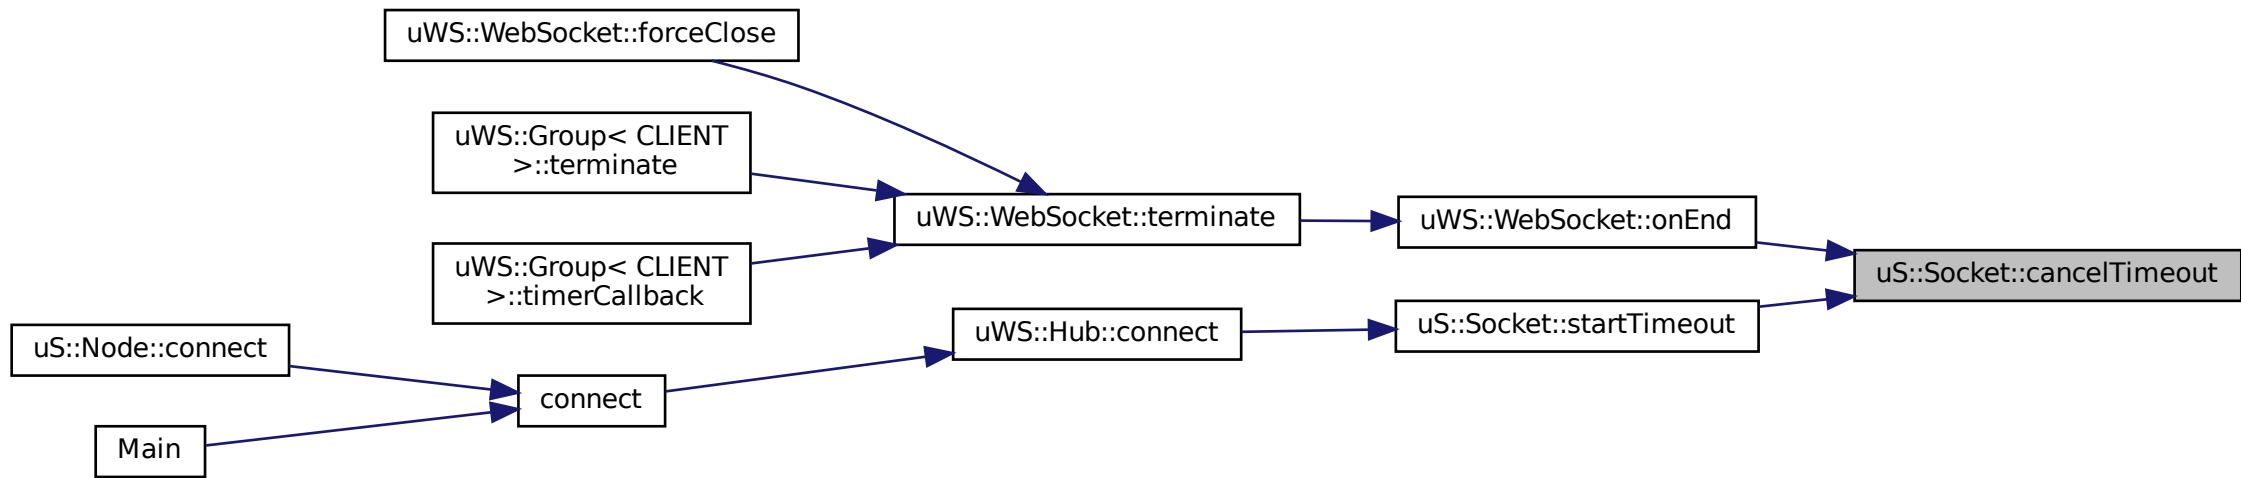 uWS::WebSocket::forceClose
uWS::Group< CLIENT
>::terminate
uWS::WebSocket::terminate
uWS::WebSocket::onEnd
uWS::Group< CLIENT
>::timerCallback
uS::Socket::cancelTimeout
uS::Socket::startTimeout
uWS::Hub::connect
uS::Node::connect
connect
Main